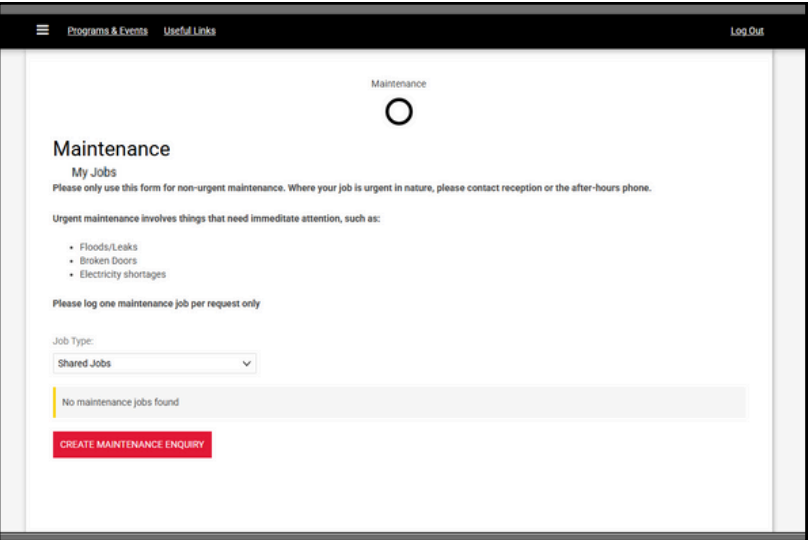 Programs & Events Useful Links Log Out
Maintenance
Maintenance
My Jobs
Please only use this form for non-urgent maintenance. Where your job is urgent in nature, please contact reception or the after-hours phone.
Urgent maintenance involves things that need immeditate attention, such as:
• Floods/Leaks
• Broken Doors
• Electricity shortages
Please log one maintenance job per request only
Job Type:
Shared Jobs
No maintenance jobs found
CREATE MAINTENANCE ENQUIRY